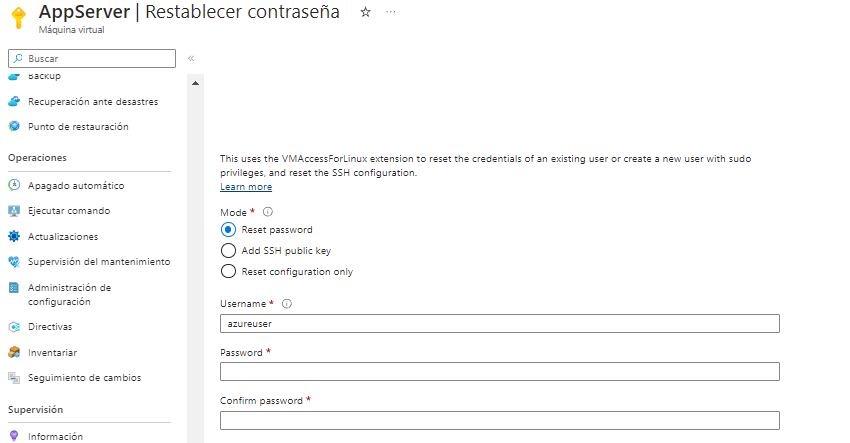 AppServer | Restablecer contraseña
Máquina virtual
Buscar
«
Backup
Recuperación ante desastres
Punto de restauración
Operaciones
Apagado automático
Ejecutar comando
Actualizaciones
Supervisión del mantenimiento
Administración de
configuración
Directivas
Inventariar
Seguimiento de cambios
Supervisión
Información
This uses the VMAccessForLinux extension to reset the credentials of an existing user or create a new user with sudo
privileges, and reset the SSH configuration.
Learn more
Mode *
Reset password
Add SSH public key
Reset configuration only
Username *
azureuser
Password *
Confirm password *